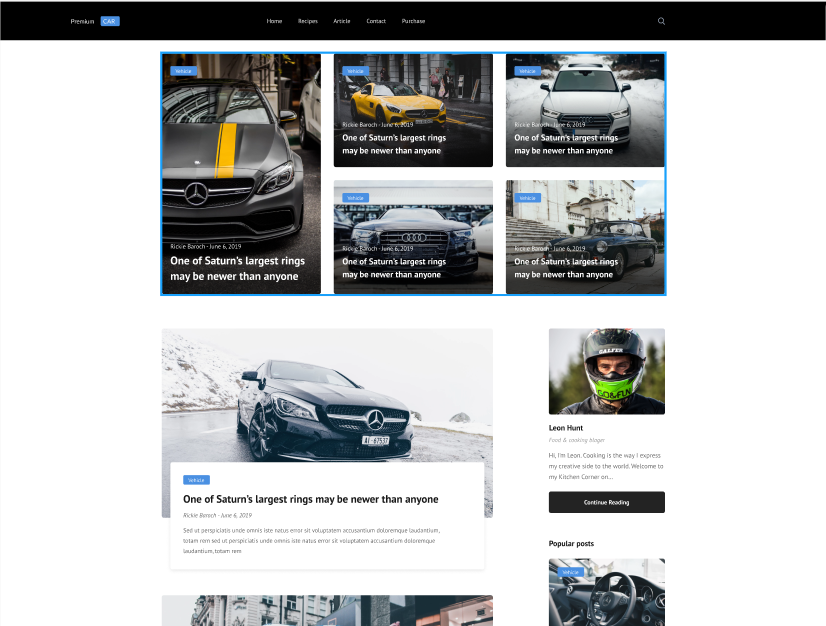 Premium CAR
Home Recipes Article Contact Purchase
Vehicle
Rickie Baroch - June 6, 2019
One of Saturn's largest rings
may be newer than anyone
Vehicle
Rickie Baroch - June 6, 2019
One of Saturn's largest rings
may be newer than anyone
Vehicle
Rickie Baroch - June 6, 2019
One of Saturn's largest rings
may be newer than anyone
Vehicle
Rickie Baroch - June 6, 2019
One of Saturn's largest rings
may be newer than anyone
Vehicle
Rickie Baroch - June 6, 2019
One of Saturn's largest rings
may be newer than anyone
AI·67537
Vehicle
One of Saturn's largest rings may be newer than anyone
Rickie Baroch - June 6, 2019
Sed ut perspiciatis unde omnis iste natus error sit voluptatem accusantium doloremque laudantium,
totam rem sed ut perspiciatis unde omnis iste natus error sit voluptatem accusantium doloremque
laudantium, totam rem
GALFER
GO&FUN
Leon Hunt
Food & cooking bloger
Hi, I'm Leon. Cooking is the way I express
my creative side to the world. Welcome to
my Kitchen Corner on...
Continue Reading
Popular posts
Vehicle